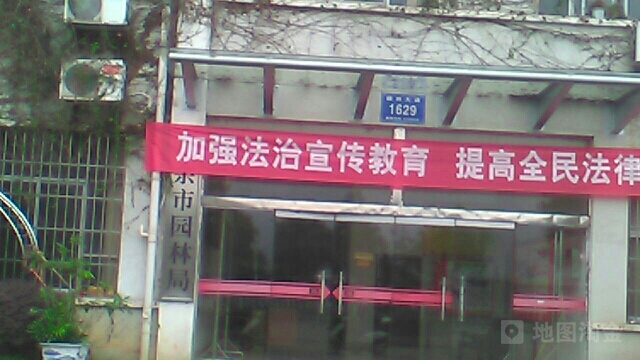 1629
加强法治宣传教育 提高全民法律
市园林局
地图淘金